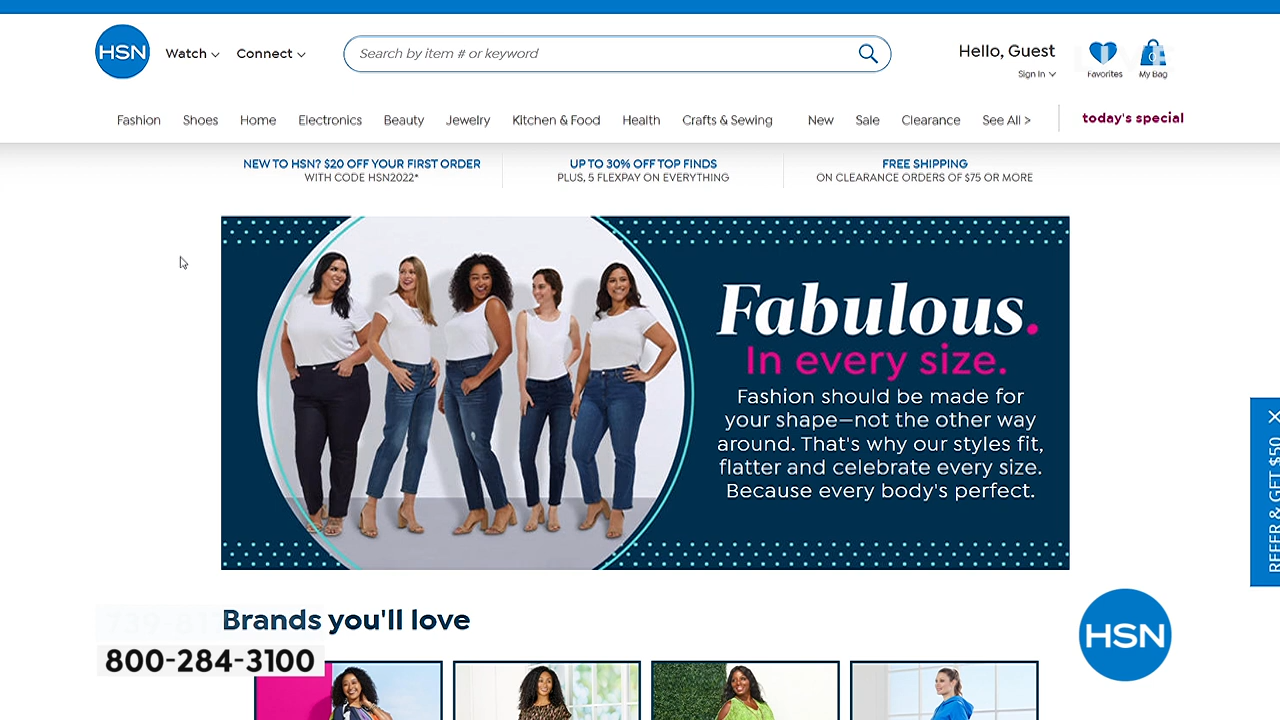 HSN
Watch
Connect
Search by item # or keyword
Hello, Guest
Sign In
LIVE
Favorites
0
My Bag
Fashion
Shoes
Home
Electronics
Beauty
Jewelry
Kitchen & Food
Health
Crafts & Sewing
New
Sale
Clearance
See All >
today's special
NEW TO HSN? $20 OFF YOUR FIRST ORDER
WITH CODE HSN2022*
UP TO 30% OFF TOP FINDS
PLUS, 5 FLEXPAY ON EVERYTHING
FREE SHIPPING
ON CLEARANCE ORDERS OF $75 OR MORE
Fabulous.
In every size.
Fashion should be made for
your shape—not the other way
around. That's why our styles fit,
flatter and celebrate every size.
Because every body's perfect.
REFER & GET $50
Brands you'll love
800-284-3100
HSN